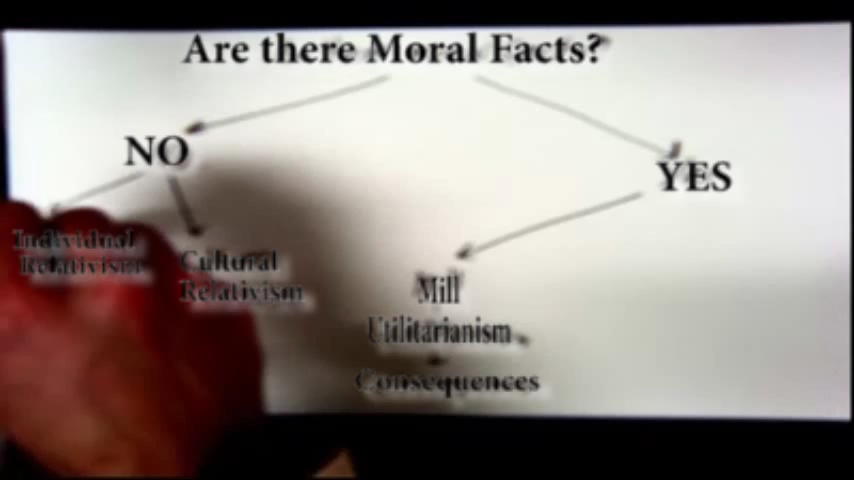 Are there Moral Facts?
NO
YES
Individual
Relativism
Cultural
Relativism
Mill
Utilitarianism
Consequences